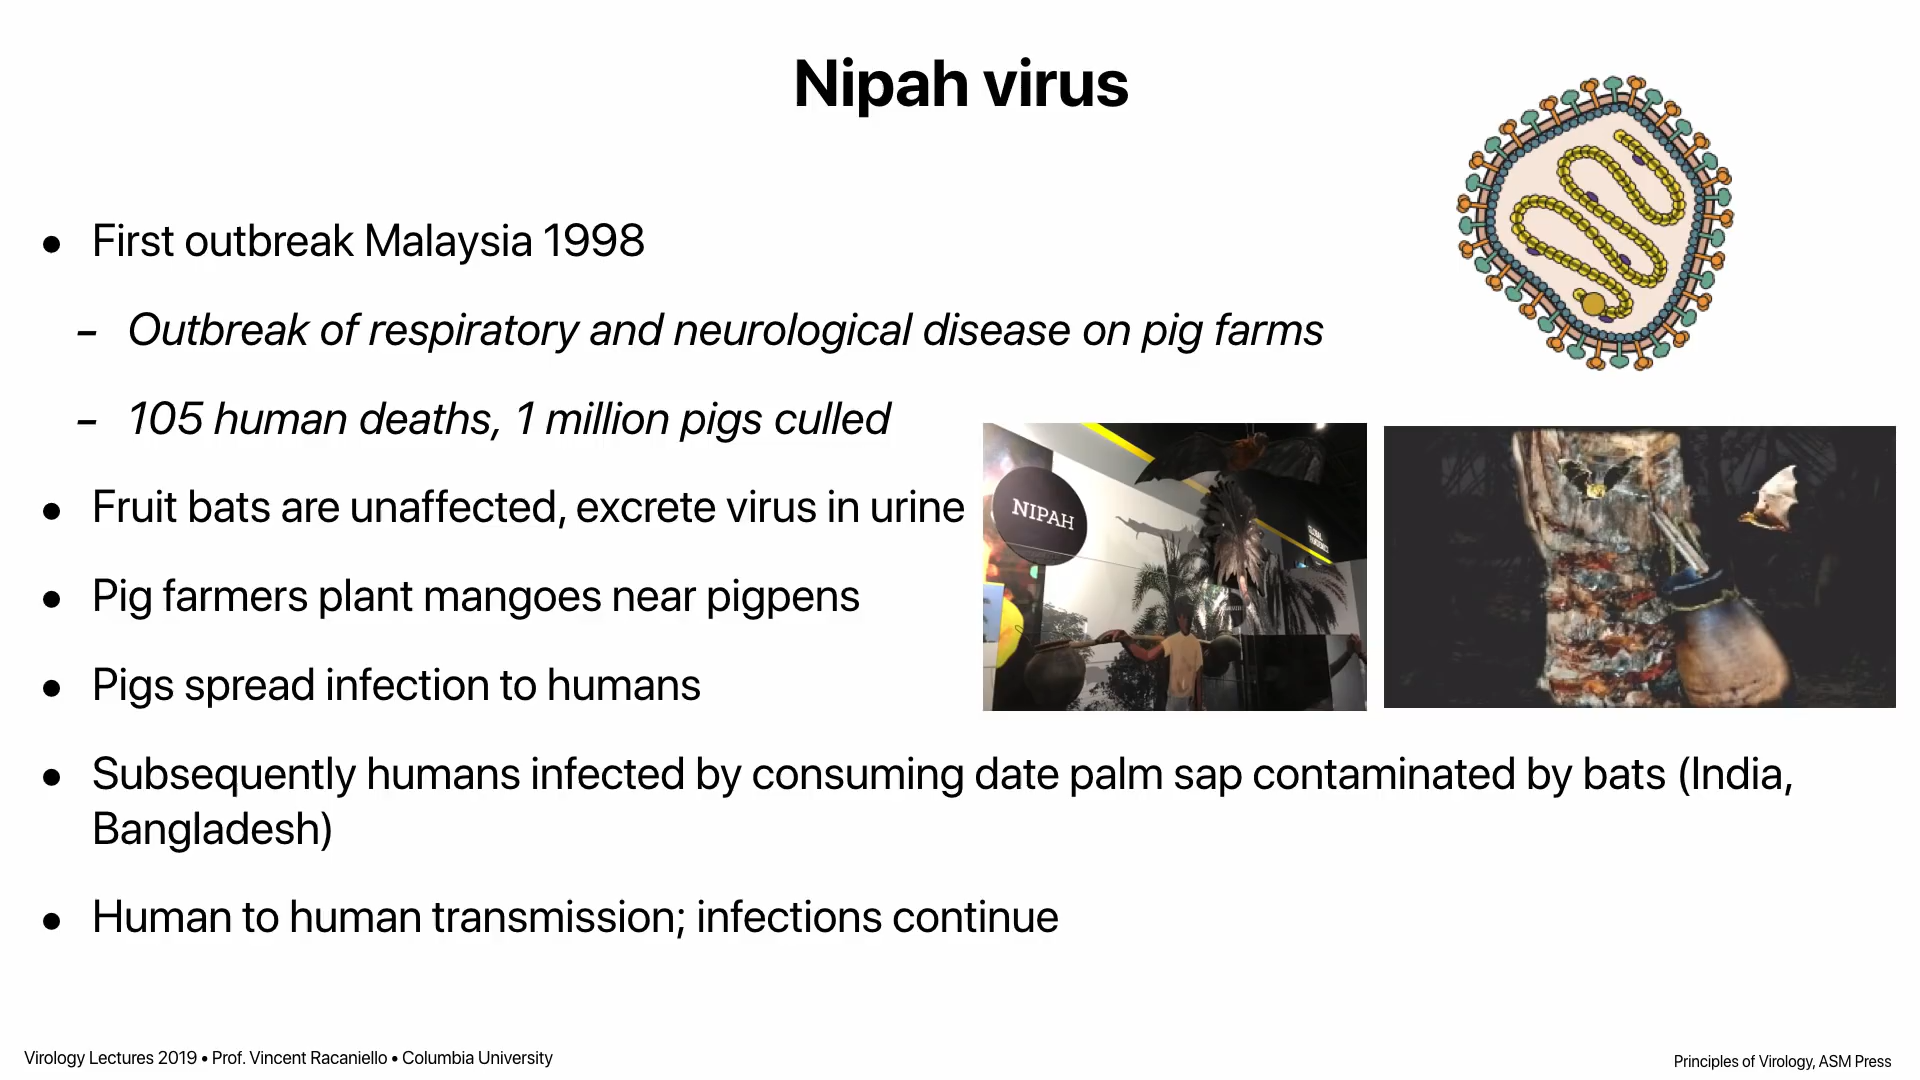 Nipah virus
• First outbreak Malaysia 1998
– Outbreak of respiratory and neurological disease on pig farms
– 105 human deaths, 1 million pigs culled
• Fruit bats are unaffected, excrete virus in urine
NIPAH
• Pig farmers plant mangoes near pigpens
• Pigs spread infection to humans
• Subsequently humans infected by consuming date palm sap contaminated by bats (India,
Bangladesh)
• Human to human transmission; infections continue
Virology Lectures 2019 • Prof. Vincent Racaniello • Columbia University
Principles of Virology, ASM Press